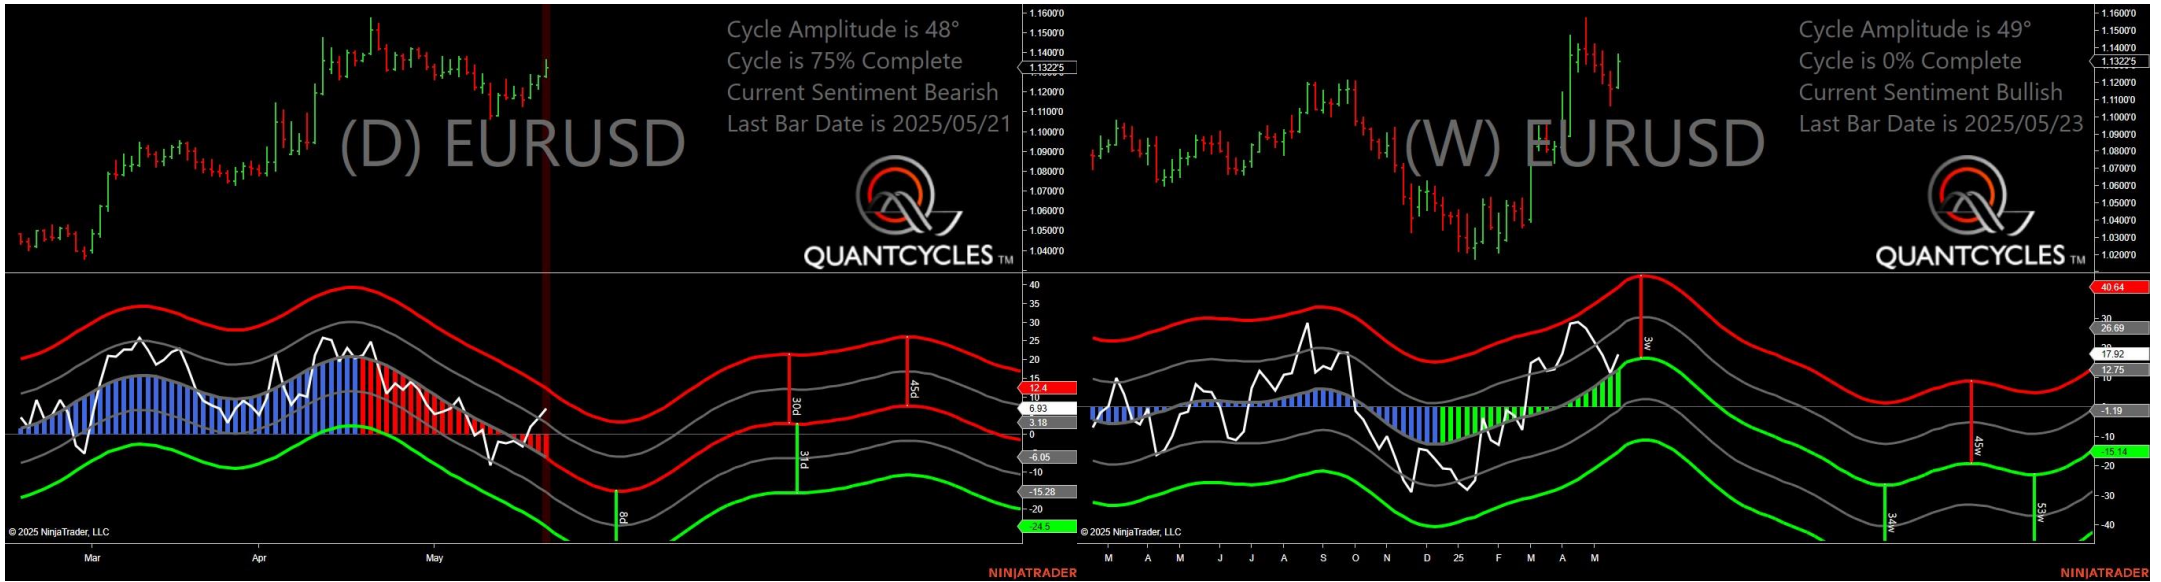 Cycle Amplitude is 48°
Cycle is 75% Complete
Current Sentiment Bearish
Last Bar Date is 2025/05/21
(D) EURUSD
QUANTCYCLES TM
1.1600'0
1.1500'0
1.1400'0
1.1322'5
1.1200'0
1.1100'0
1.1000'0
1.0900'0
1.0800'0
1.0700'0
1.0600'0
1.0500'0
1.0400'0
40
35
30
25
20
15
12.4
10
6.93
3.18
0
-6.05
-10
-15.28
-20
-24.5
30d
31d
45d
8d
© 2025 NinjaTrader, LLC
Mar
Apr
May
NINJATRADER
Cycle Amplitude is 49°
Cycle is 0% Complete
Current Sentiment Bullish
Last Bar Date is 2025/05/23
(W) EURUSD
QUANTCYCLES TM
1.1600'0
1.1500'0
1.1400'0
1.1322'5
1.1200'0
1.1100'0
1.0900'0
1.0800'0
1.0700'0
1.0600'0
1.0500'0
1.0400'0
1.0300'0
1.0200'0
40.64
30
26.69
17.92
12.75
10
-1.19
-10
-15.14
-20
-30
-40
3w
45w
34w
53w
© 2025 NinjaTrader, LLC
M
A
M
J
J
A
S
O
N
D
25
F
M
A
M
NINJATRADER